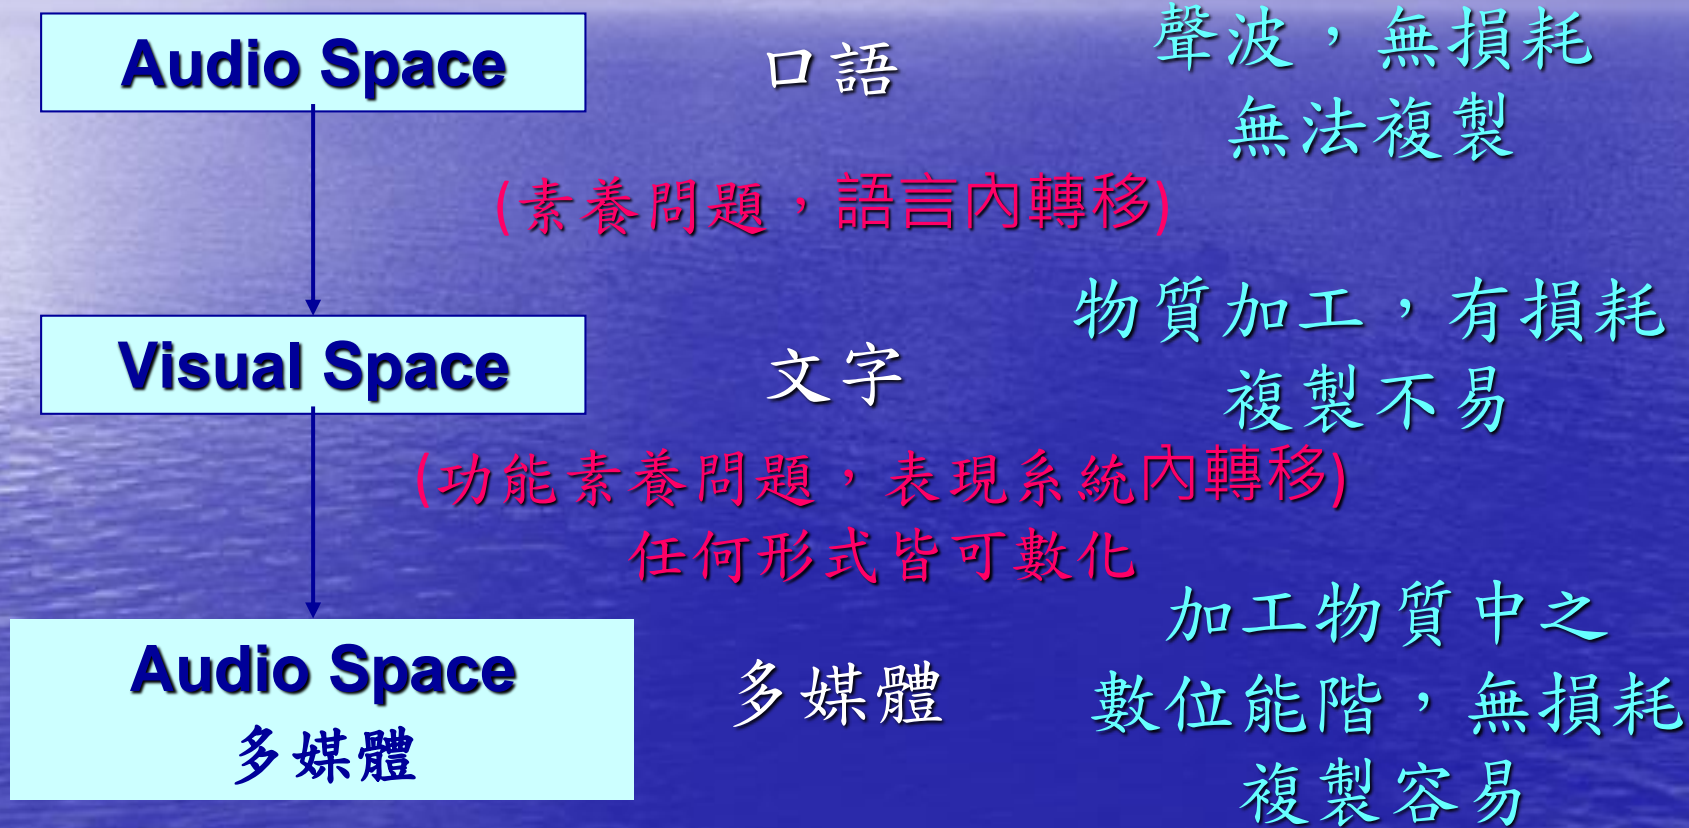 Audio Space
口語
聲波，無損耗
無法複製
(素養問題，語言內轉移)
Visual Space
文字
物質加工，有損耗
複製不易
(功能素養問題，表現系統內轉移)
任何形式皆可數化
Audio Space
多媒體
多媒體
加工物質中之
數位能階，無損耗
複製容易